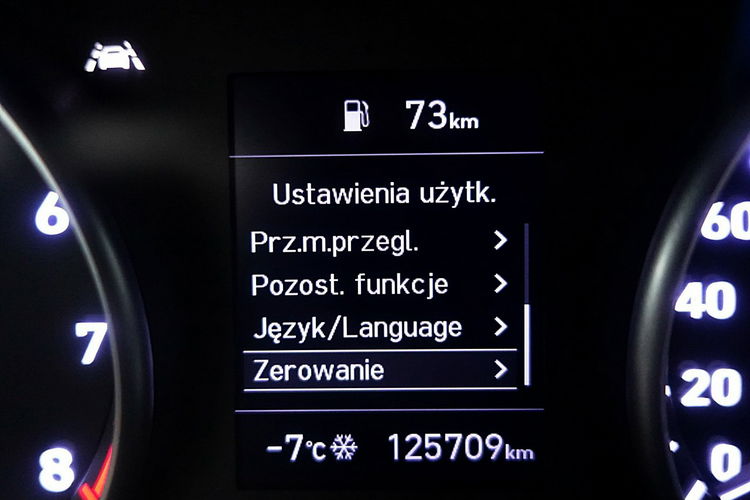 73km
Ustawienia użytk.
Prz.m.przegl. >
Pozost. funkcje >
Język/Language >
Zerowanie >
-7°C 125709km
6
7
8
60
40
20
0